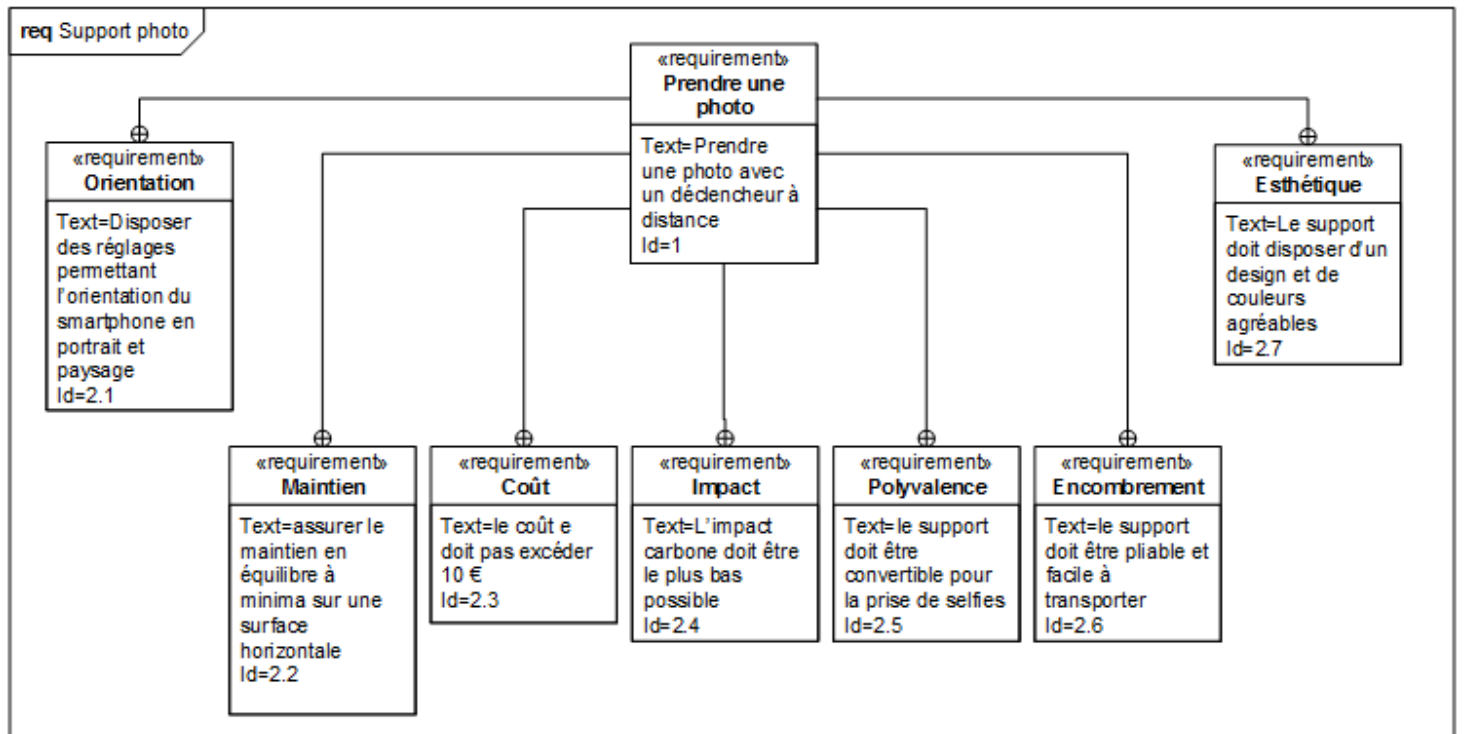 req Support photo
«requirement»
Prendre une
photo
Text=Prendre
une photo avec
un déclencheur à
distance
Id=1
«requirement»
Orientation
Text=Disposer
des réglages
permettant
l'orientation du
smartphone en
portrait et
paysage
Id=2.1
«requirement»
Esthétique
Text=Le support
doit disposer d'un
design et de
couleurs
agréables
Id=2.7
«requirement»
Maintien
Text=assurer le
maintien en
équilibre à
minima sur une
surface
horizontale
Id=2.2
«requirement»
Coût
Text=le coût e
doit pas excéder
10 €
Id=2.3
«requirement»
Impact
Text=L'impact
carbone doit être
le plus bas
possible
Id=2.4
«requirement»
Polyvalence
Text=le support
doit être
convertible pour
la prise de selfies
Id=2.5
«requirement»
Encombrement
Text=le support
doit être pliable et
facile à
transporter
Id=2.6